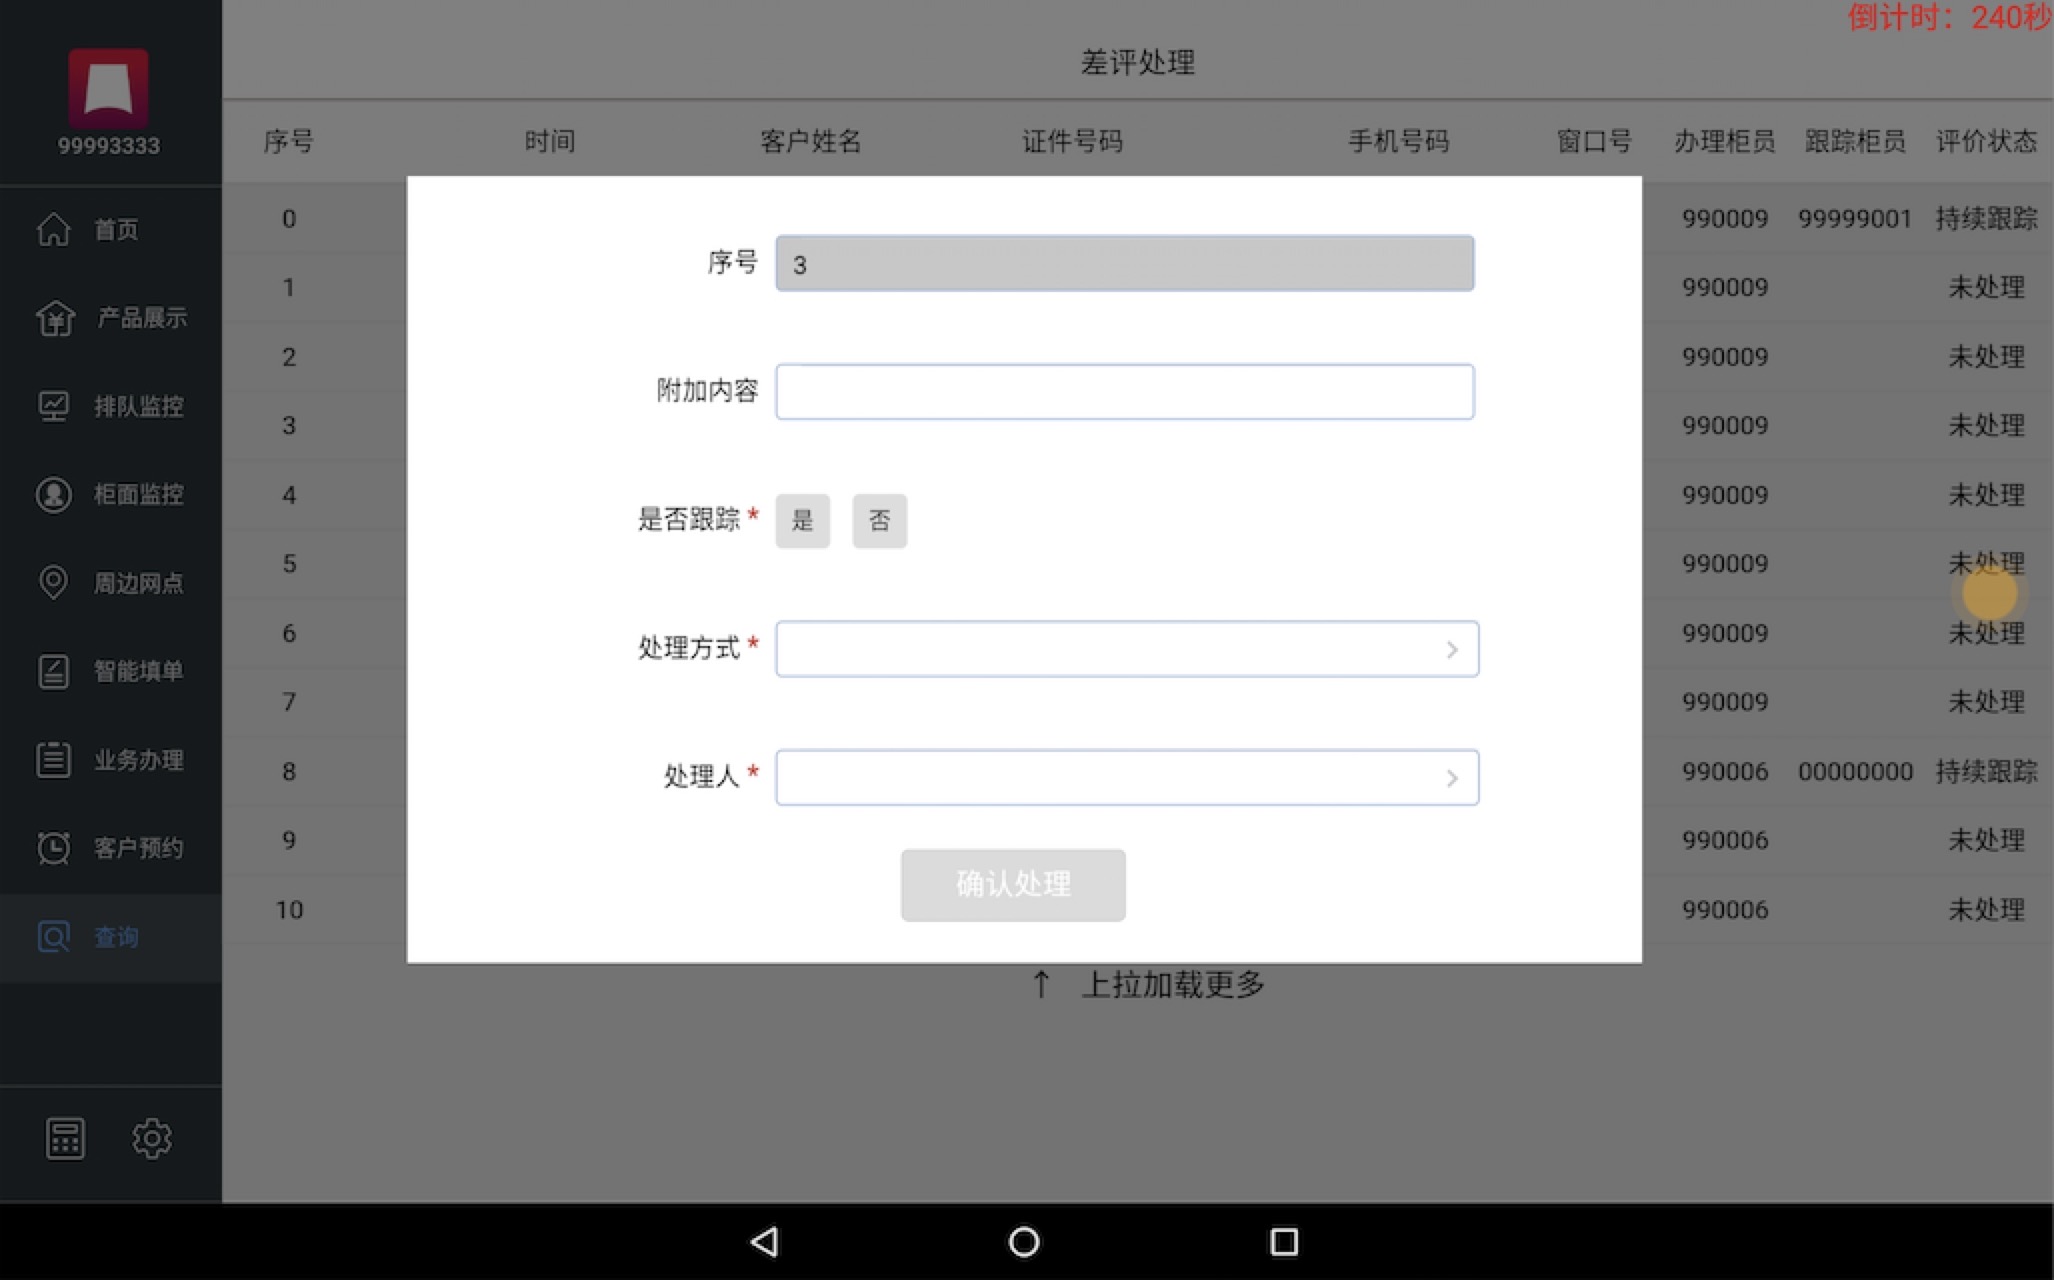 倒计时：240秒
差评处理
99993333
首页
产品展示
排队监控
柜面监控
周边网点
智能填单
业务办理
客户预约
查询
序号 时间 客户姓名 证件号码 手机号码 窗口号 办理柜员 跟踪柜员 评价状态
0 990009 99999001 持续跟踪
1 990009 未处理
2 990009 未处理
3 990009 未处理
4 990009 未处理
5 990009 未处理
6 990009 未处理
7 990009 未处理
8 990006 00000000 持续跟踪
9 990006 未处理
10 990006 未处理
序号 3
附加内容
是否跟踪 * 是 否
处理方式 *
处理人 *
确认处理
↑ 上拉加载更多